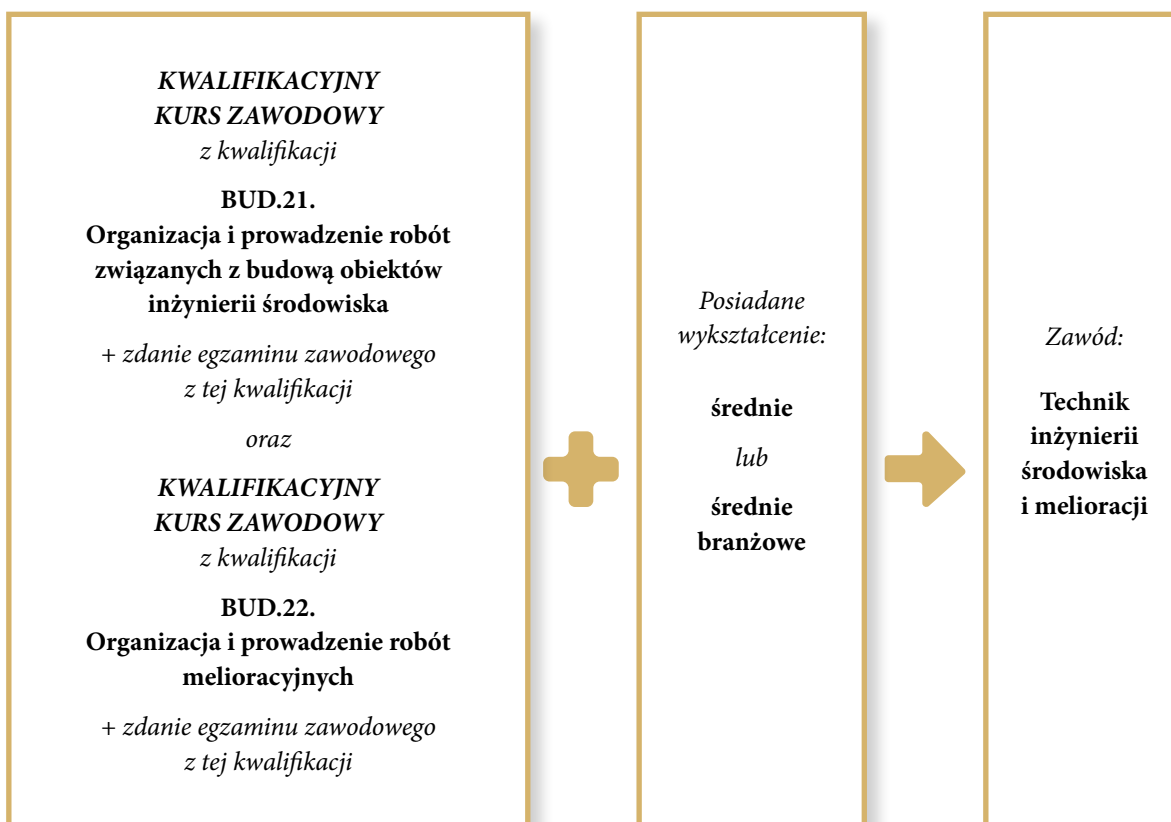 KWALIFIKACYJNY
KURS ZAWODOWY
z kwalifikacji
BUD.21.
Organizacja i prowadzenie robót
związanych z budową obiektów
inżynierii środowiska
+ zdanie egzaminu zawodowego
z tej kwalifikacji
oraz
KWALIFIKACYJNY
KURS ZAWODOWY
z kwalifikacji
BUD.22.
Organizacja i prowadzenie robót
melioracyjnych
+ zdanie egzaminu zawodowego
z tej kwalifikacji
Posiadane
wykształcenie:
średnie
lub
średnie
branżowe
Zawód:
Technik
inżynierii
środowiska
i melioracji